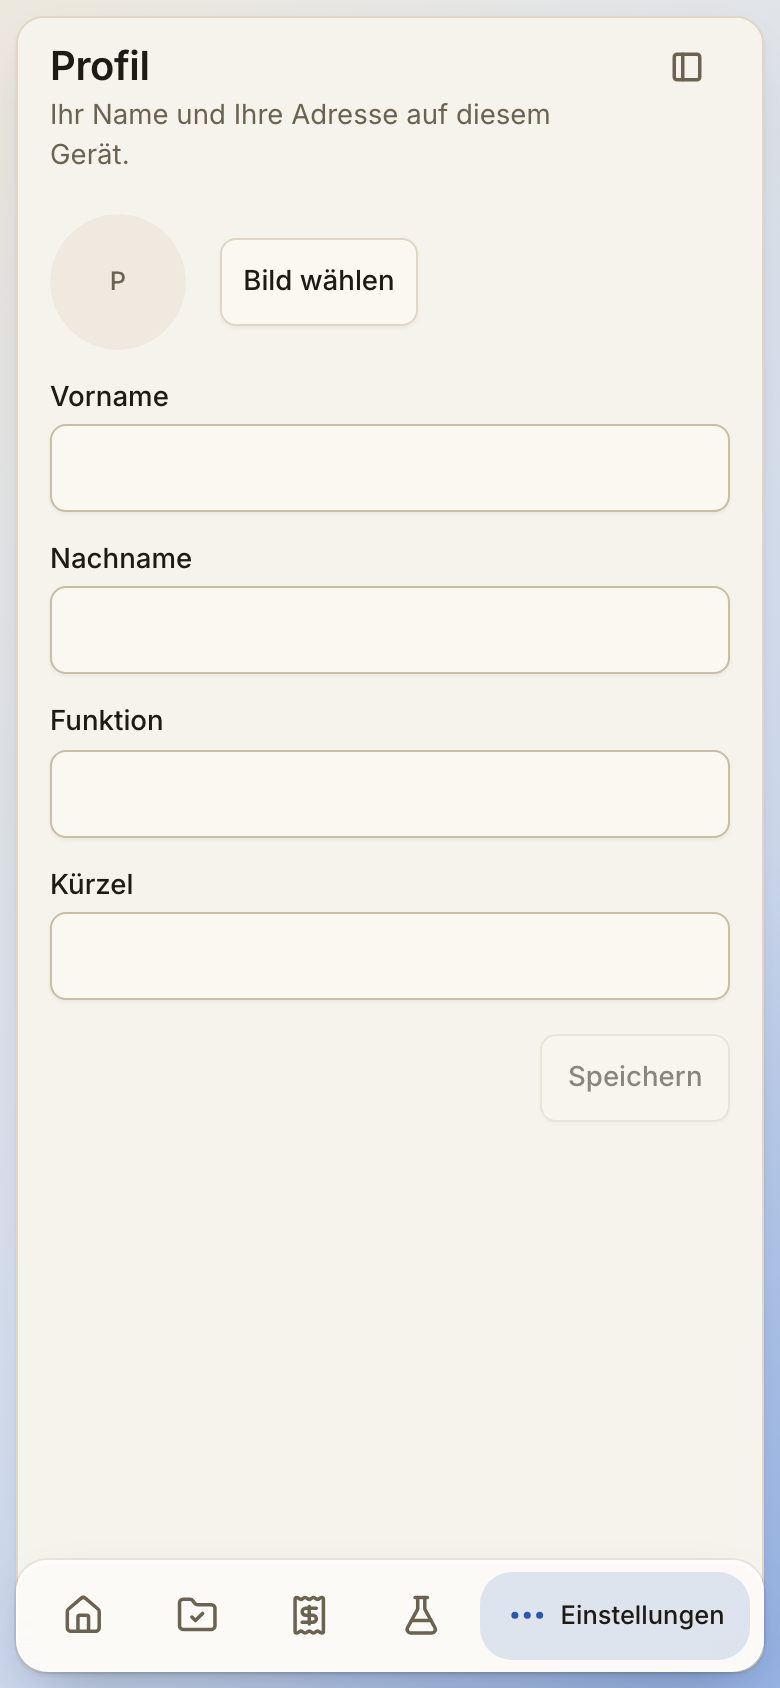 Profil
Ihr Name und Ihre Adresse auf diesem
Gerät.
P
Bild wählen
Vorname
Nachname
Funktion
Kürzel
Speichern
Einstellungen